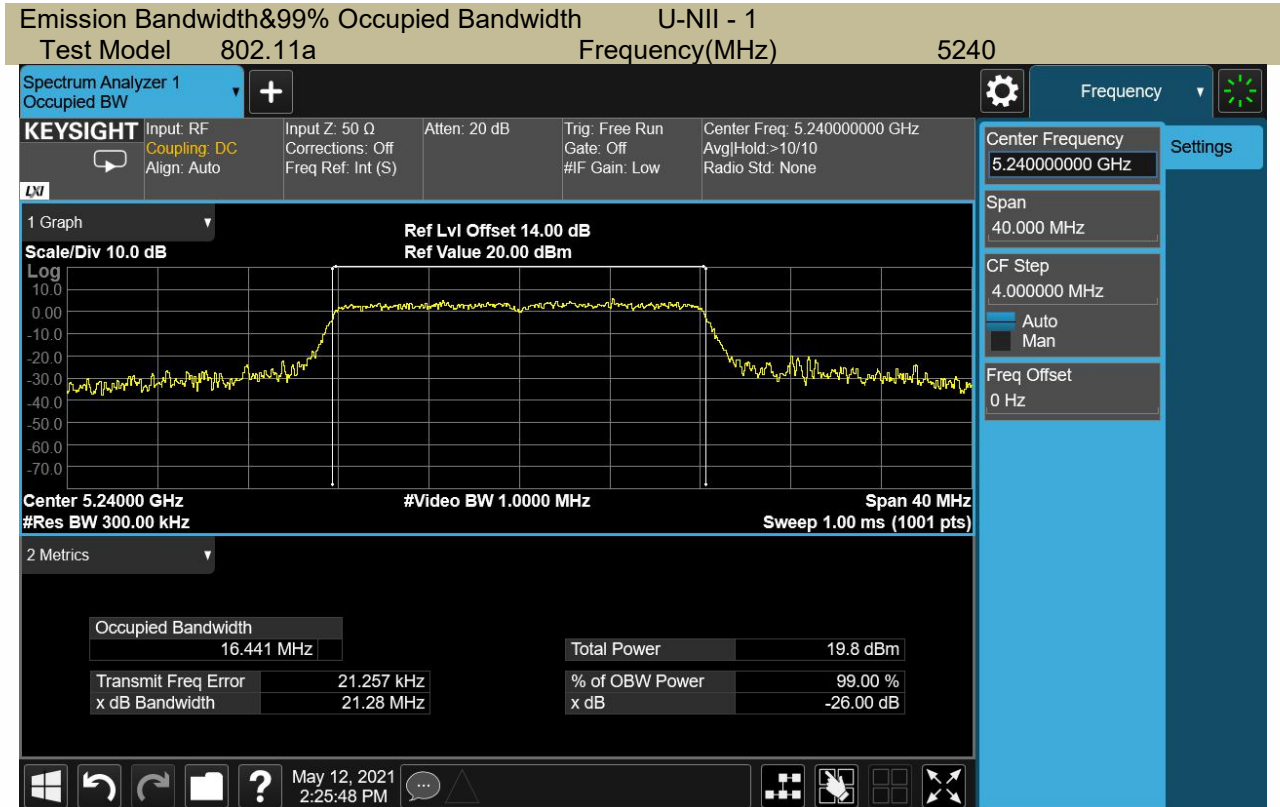 Emission Bandwidth&99% Occupied Bandwidth U-NII - 1
Test Model 802.11a Frequency(MHz) 5240
Spectrum Analyzer 1
Occupied BW
+
Frequency
KEYSIGHT
LXI
Input: RF
Coupling: DC
Align: Auto
Input Z: 50 Ω
Corrections: Off
Freq Ref: Int (S)
Atten: 20 dB
Trig: Free Run
Gate: Off
#IF Gain: Low
Center Freq: 5.240000000 GHz
Avg|Hold:>10/10
Radio Std: None
Center Frequency
5.240000000 GHz
Settings
Span
40.000 MHz
CF Step
4.000000 MHz
Auto
Man
Freq Offset
0 Hz
1 Graph
Scale/Div 10.0 dB
Ref Lvl Offset 14.00 dB
Ref Value 20.00 dBm
Log
10.0
0.00
-10.0
-20.0
-30.0
-40.0
-50.0
-60.0
-70.0
Center 5.24000 GHz #Video BW 1.0000 MHz Span 40 MHz
#Res BW 300.00 kHz Sweep 1.00 ms (1001 pts)
2 Metrics
Occupied Bandwidth
16.441 MHz
Total Power 19.8 dBm
Transmit Freq Error 21.257 kHz % of OBW Power 99.00 %
x dB Bandwidth 21.28 MHz x dB -26.00 dB
?
May 12, 2021
2:25:48 PM